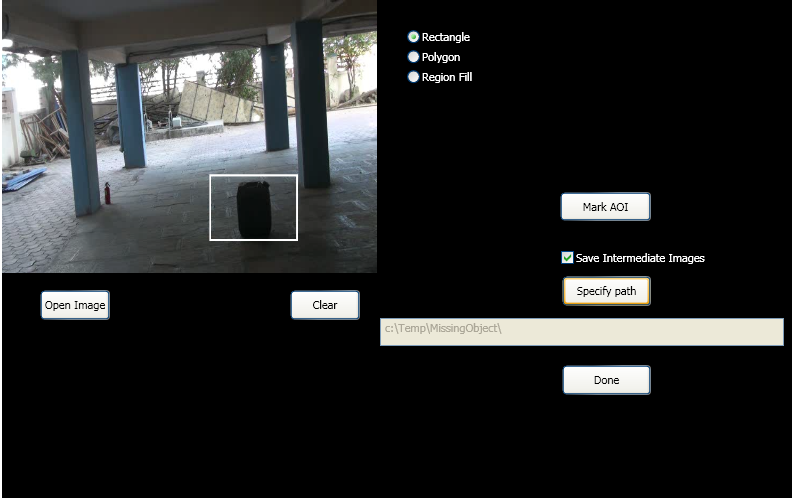 Rectangle
Polygon
Region Fill
Mark AOI
Save Intermediate Images
Specify path
Open Image
Clear
c:\Temp\MissingObject\
Done